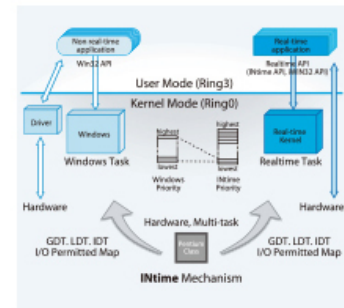 Non real-time
application
Win32 API
Real-time
application
Realtime API
(INtime API, WIN32 API)
User Mode (Ring3)
Kernel Mode (Ring0)
Driver
Windows
Windows Task
highest
lowest
Windows
Priority
highest
lowest
INtime
Priority
Real-time
Kernel
Realtime Task
Hardware
Hardware
Hardware, Multi-task
Pentium
Class
GDT. LDT. IDT
I/O Permitted Map
GDT. LDT. IDT
I/O Permitted Map
INtime Mechanism